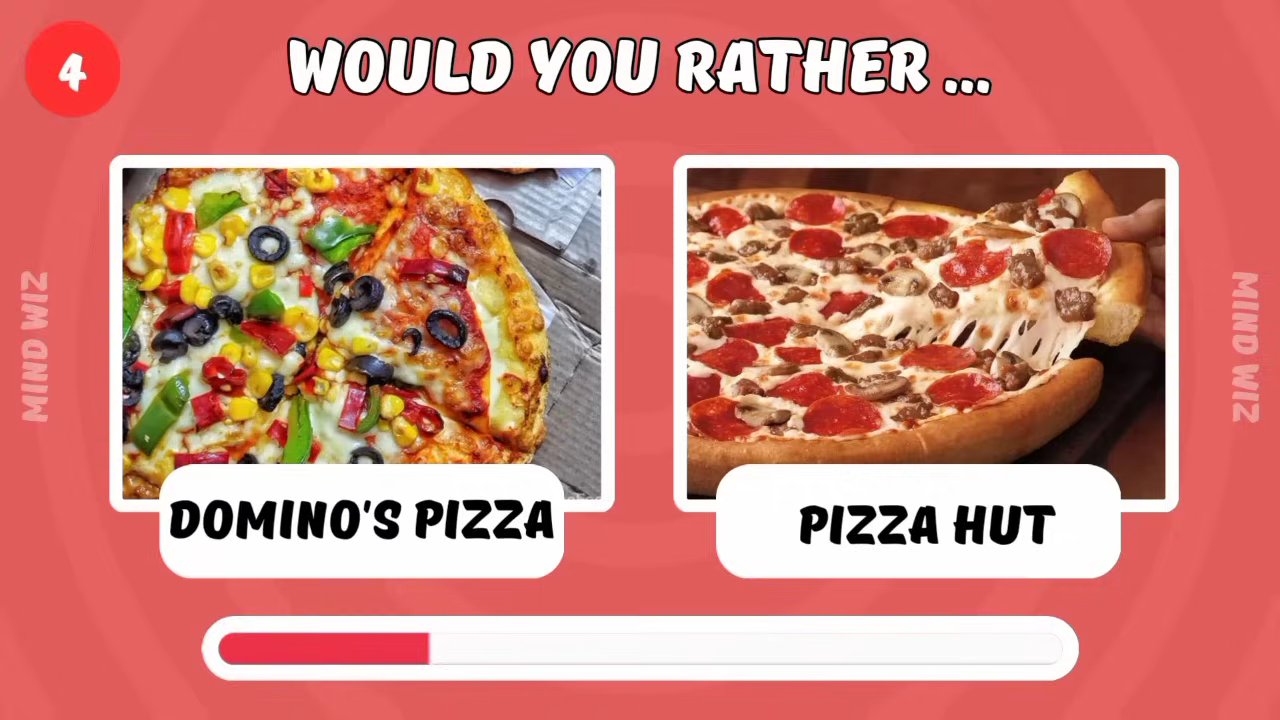 4
WOULD YOU RATHER ...
MIND WIZ
MIND WIZ
DOMINO'S PIZZA
PIZZA HUT